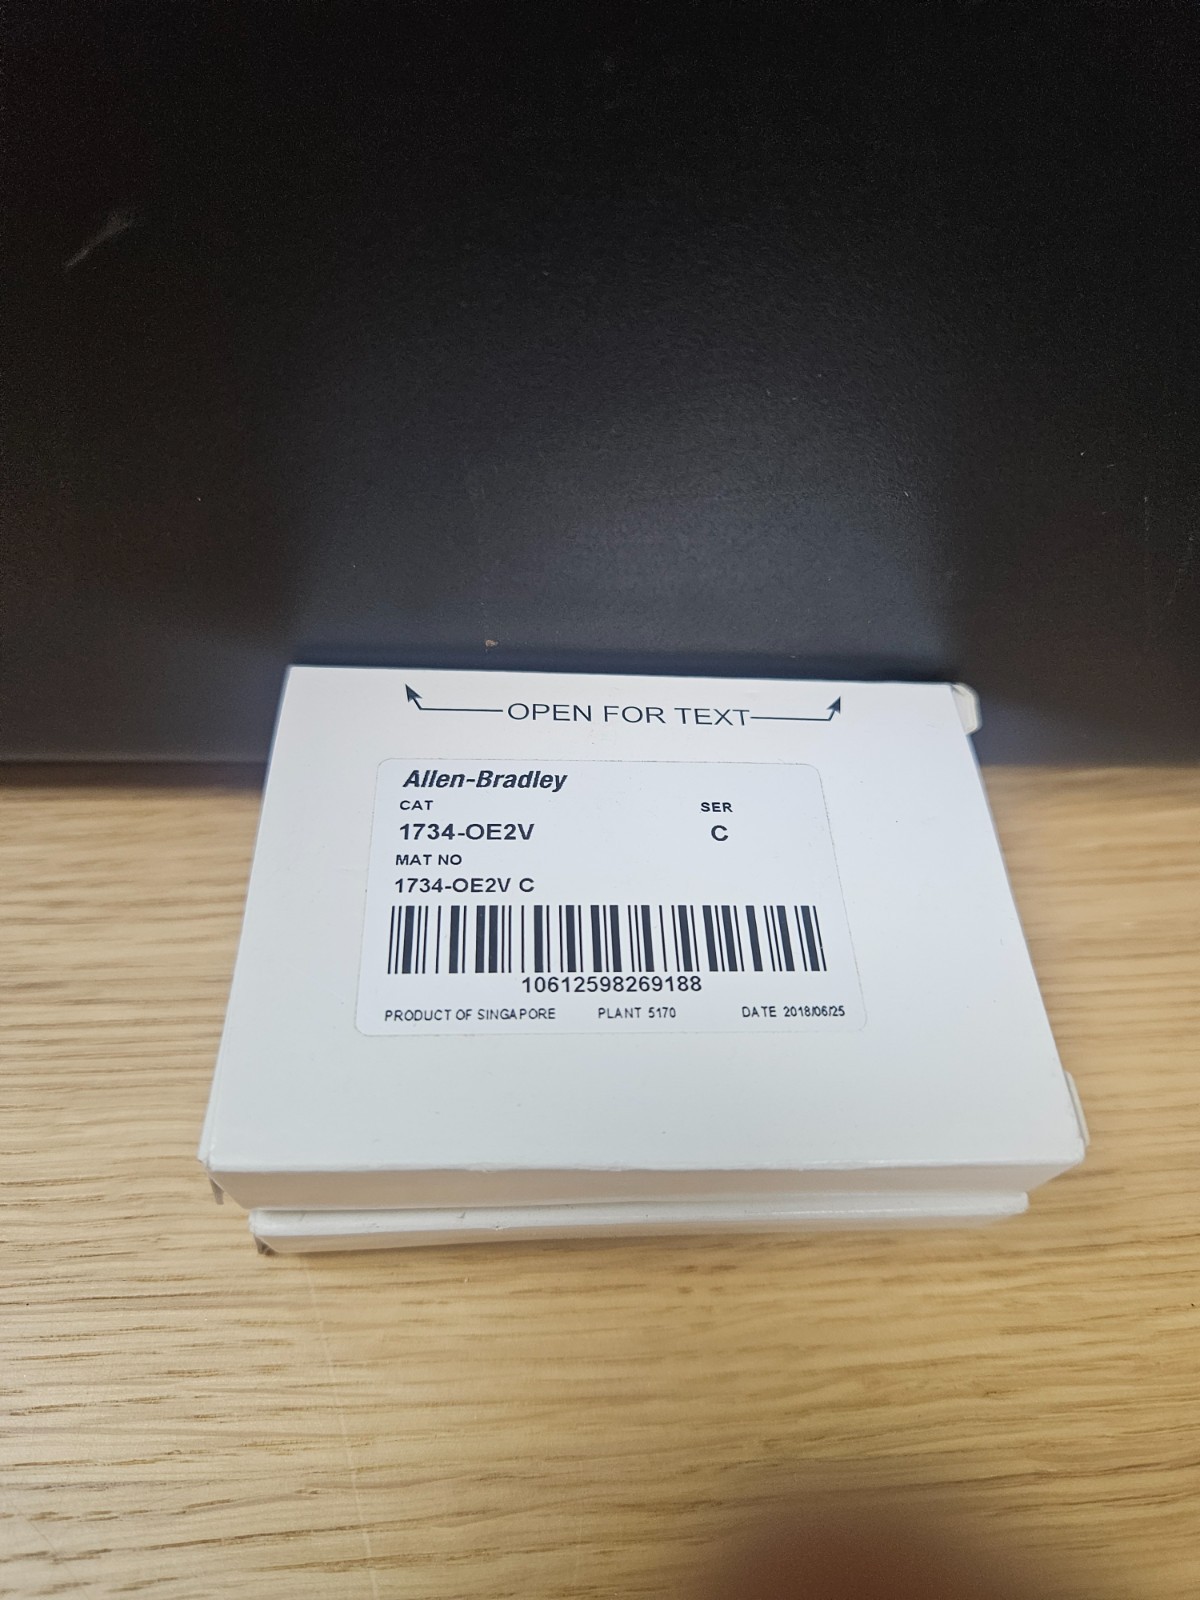 OPEN FOR TEXT
Allen-Bradley
CAT SER
1734-OE2V C
MAT NO
1734-OE2V C
10612598269188
PRODUCT OF SINGAPORE PLANT 5170 DATE 2018/06/25